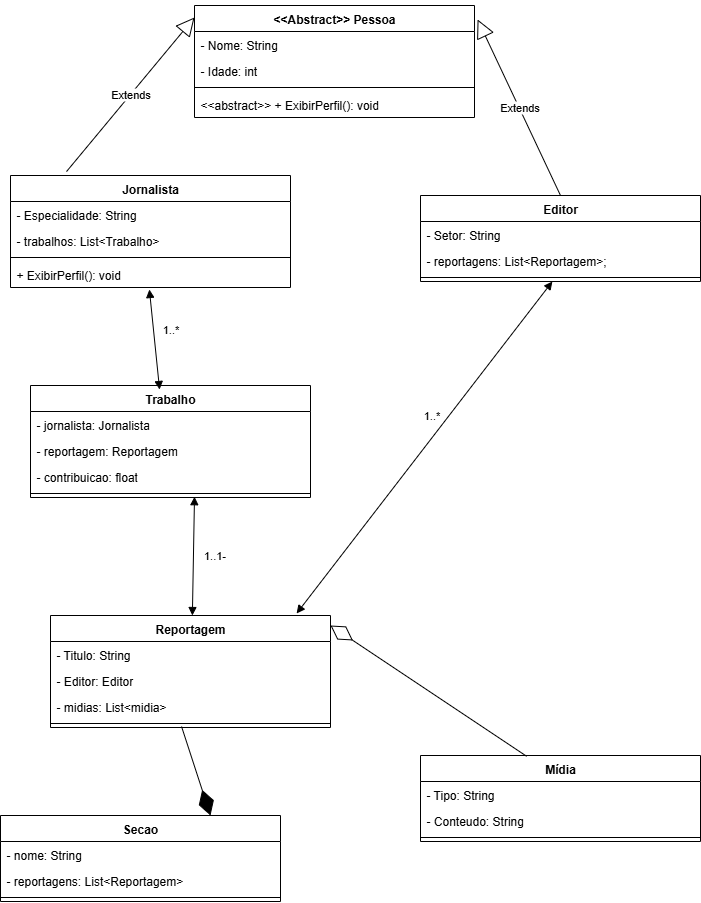 <<Abstract>> Pessoa
- Nome: String
- Idade: int
<<abstract>> + ExibirPerfil(): void
Extends
Extends
Jornalista
- Especialidade: String
- trabalhos: List<Trabalho>
+ ExibirPerfil(): void
Editor
- Setor: String
- reportagens: List<Reportagem>;
1..*
Trabalho
- jornalista: Jornalista
- reportagem: Reportagem
- contribuicao: float
1..*
1..1-
Reportagem
- Titulo: String
- Editor: Editor
- midias: List<midia>
Mídia
- Tipo: String
- Conteudo: String
Secao
- nome: String
- reportagens: List<Reportagem>